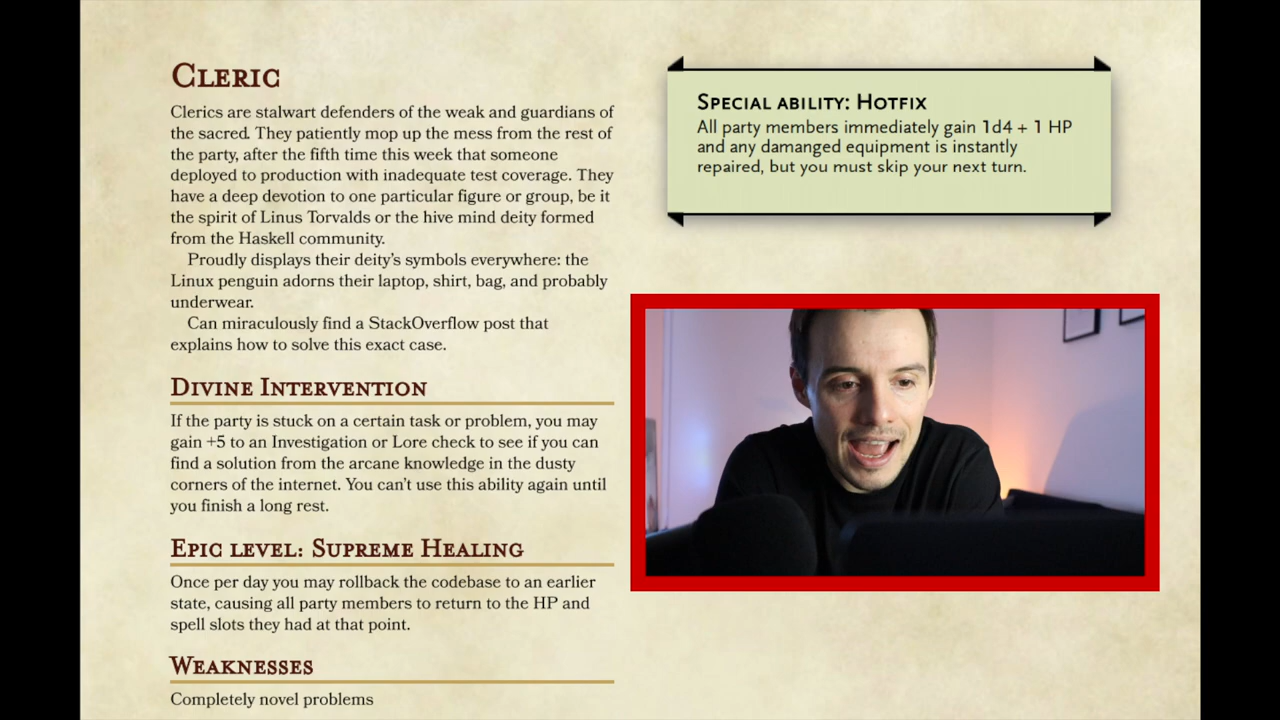 Cleric
Clerics are stalwart defenders of the weak and guardians of
the sacred. They patiently mop up the mess from the rest of
the party, after the fifth time this week that someone
deployed to production with inadequate test coverage. They
have a deep devotion to one particular figure or group, be it
the spirit of Linus Torvalds or the hive mind deity formed
from the Haskell community.
Proudly displays their deity's symbols everywhere: the
Linux penguin adorns their laptop, shirt, bag, and probably
underwear.
Can miraculously find a StackOverflow post that
explains how to solve this exact case.
Divine Intervention
If the party is stuck on a certain task or problem, you may
gain +5 to an Investigation or Lore check to see if you can
find a solution from the arcane knowledge in the dusty
corners of the internet. You can't use this ability again until
you finish a long rest.
Epic level: Supreme Healing
Once per day you may rollback the codebase to an earlier
state, causing all party members to return to the HP and
spell slots they had at that point.
Weaknesses
Completely novel problems
Special ability: Hotfix
All party members immediately gain 1d4 + 1 HP
and any damanged equipment is instantly
repaired, but you must skip your next turn.